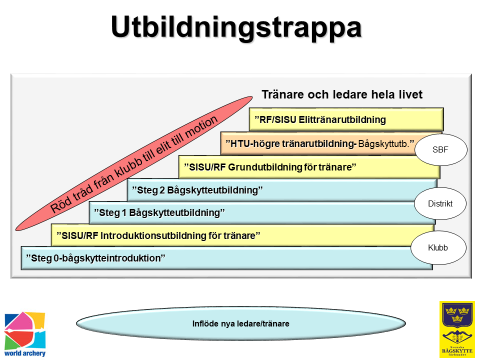 Utbildningstrappa
Tränare och ledare hela livet
Röd tråd från klubb till elit till motion
”RF/SISU Elittränarutbildning
”HTU-högre tränarutbildning- Bågskyttutb.”
SBF
”SISU/RF Grundutbildning för tränare”
”Steg 2 Bågskytteutbildning”
Distrikt
”Steg 1 Bågskytteutbildning”
”SISU/RF Introduktionsutbildning för tränare”
Klubb
”Steg 0-bågskytteintroduktion”
Inflöde nya ledare/tränare
world archery
BÅGSKYTTE